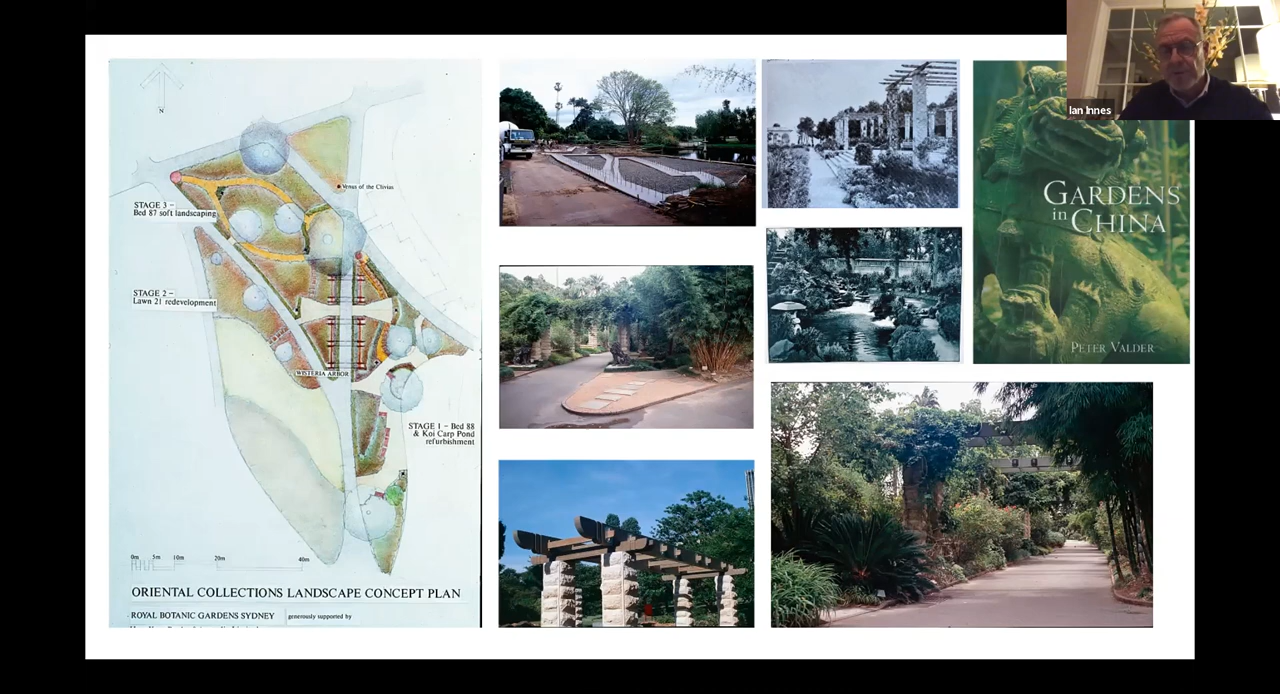 N
Venus of the Clivias
STAGE 3 –
Bed 87 soft landscaping
STAGE 2 –
Lawn 21 redevelopment
WISTERIA ARBOR
STAGE 1 – Bed 88
& Koi Carp Pond
refurbishment
0m 5m 10m 20m 40m
ORIENTAL COLLECTIONS LANDSCAPE CONCEPT PLAN
ROYAL BOTANIC GARDENS SYDNEY generously supported by
GARDENS
in
CHINA
PETER VALDER
Ian Innes